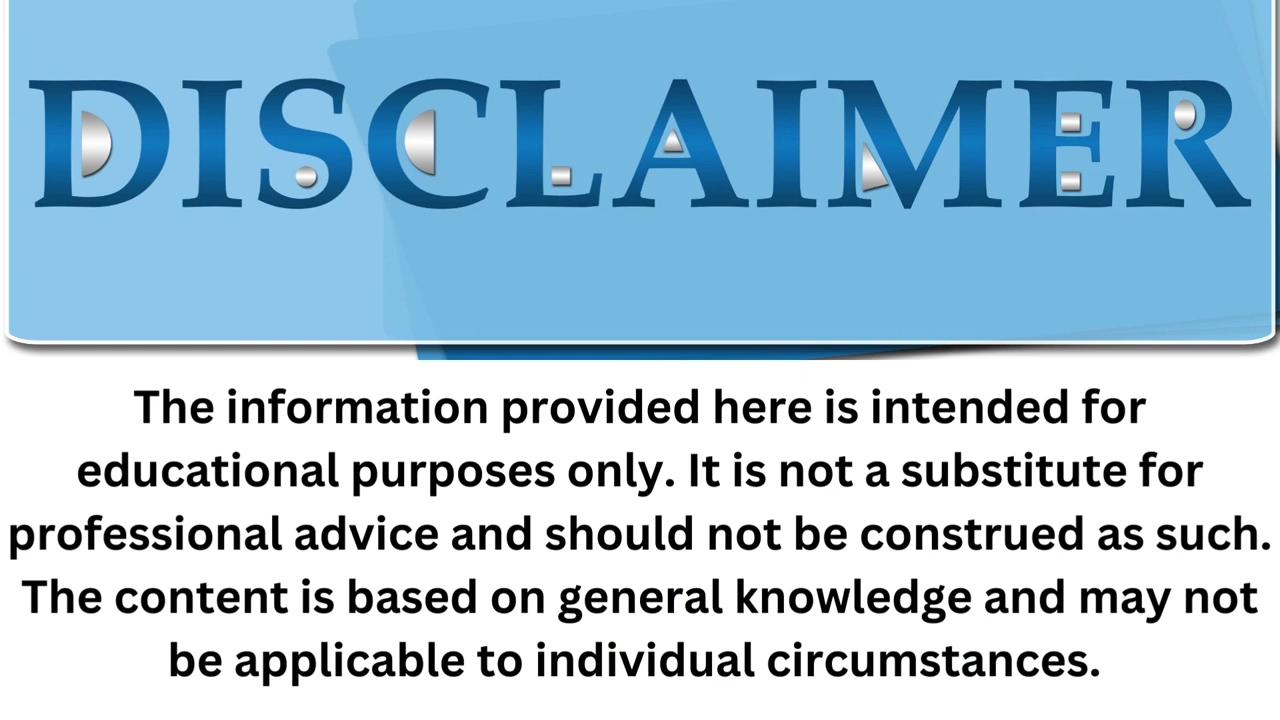 DISCLAIMER
The information provided here is intended for
educational purposes only. It is not a substitute for
professional advice and should not be construed as such.
The content is based on general knowledge and may not
be applicable to individual circumstances.